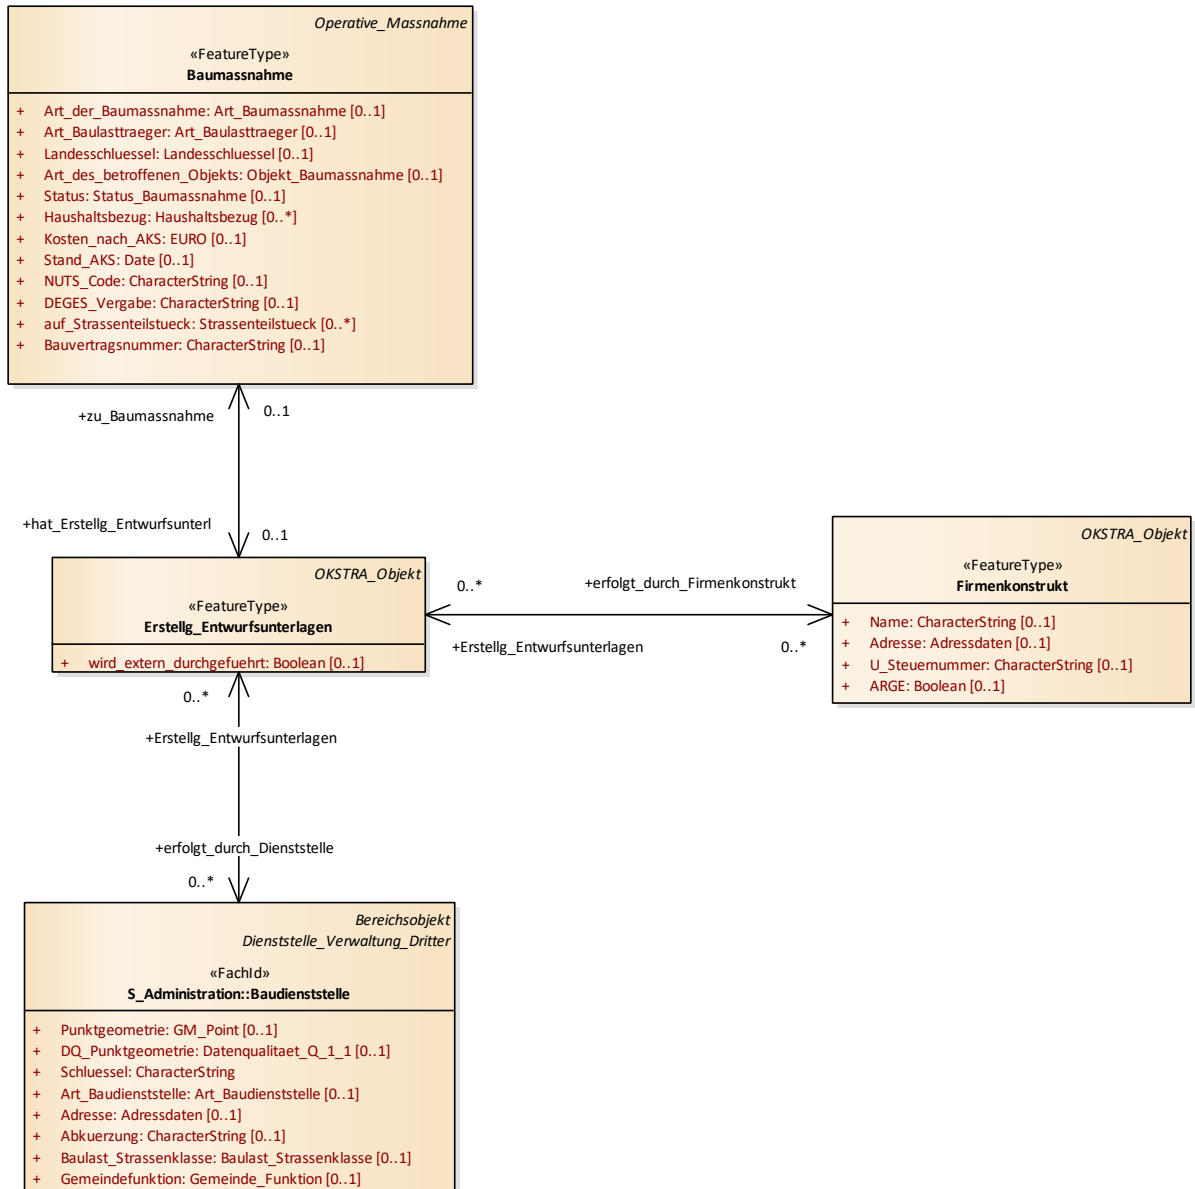 Operative_Massnahme
«FeatureType»
Baumassnahme
+ Art_der_Baumassnahme: Art_Baumassnahme [0..1]
+ Art_Baulasttraeger: Art_Baulasttraeger [0..1]
+ Landesschluessel: Landesschluessel [0..1]
+ Art_des_betroffenen_Objekts: Objekt_Baumassnahme [0..1]
+ Status: Status_Baumassnahme [0..1]
+ Haushaltsbezug: Haushaltsbezug [0..*]
+ Kosten_nach_AKS: EURO [0..1]
+ Stand_AKS: Date [0..1]
+ NUTS_Code: CharacterString [0..1]
+ DEGES_Vergabe: CharacterString [0..1]
+ auf_Strassenteilstueck: Strassenteilstueck [0..*]
+ Bauvertragsnummer: CharacterString [0..1]
+zu_Baumassnahme
0..1
+hat_Erstellg_Entwurfsunterl
0..1
OKSTRA_Objekt
«FeatureType»
Erstellg_Entwurfsunterlagen
+ wird_extern_durchgefuehrt: Boolean [0..1]
0..*
+erfolgt_durch_Firmenkonstrukt
+Erstellg_Entwurfsunterlagen
0..*
OKSTRA_Objekt
«FeatureType»
Firmenkonstrukt
+ Name: CharacterString [0..1]
+ Adresse: Adressdaten [0..1]
+ U_Steuernummer: CharacterString [0..1]
+ ARGE: Boolean [0..1]
0..*
+Erstellg_Entwurfsunterlagen
+erfolgt_durch_Dienststelle
0..*
Bereichsobjekt
Dienststelle_Verwaltung_Dritter
«FachId»
S_Administration::Baudienststelle
+ Punktgeometrie: GM_Point [0..1]
+ DQ_Punktgeometrie: Datenqualitaet_Q_1_1 [0..1]
+ Schluessel: CharacterString
+ Art_Baudienststelle: Art_Baudienststelle [0..1]
+ Adresse: Adressdaten [0..1]
+ Abkuerzung: CharacterString [0..1]
+ Baulast_Strassenklasse: Baulast_Strassenklasse [0..1]
+ Gemeindefunktion: Gemeinde_Funktion [0..1]